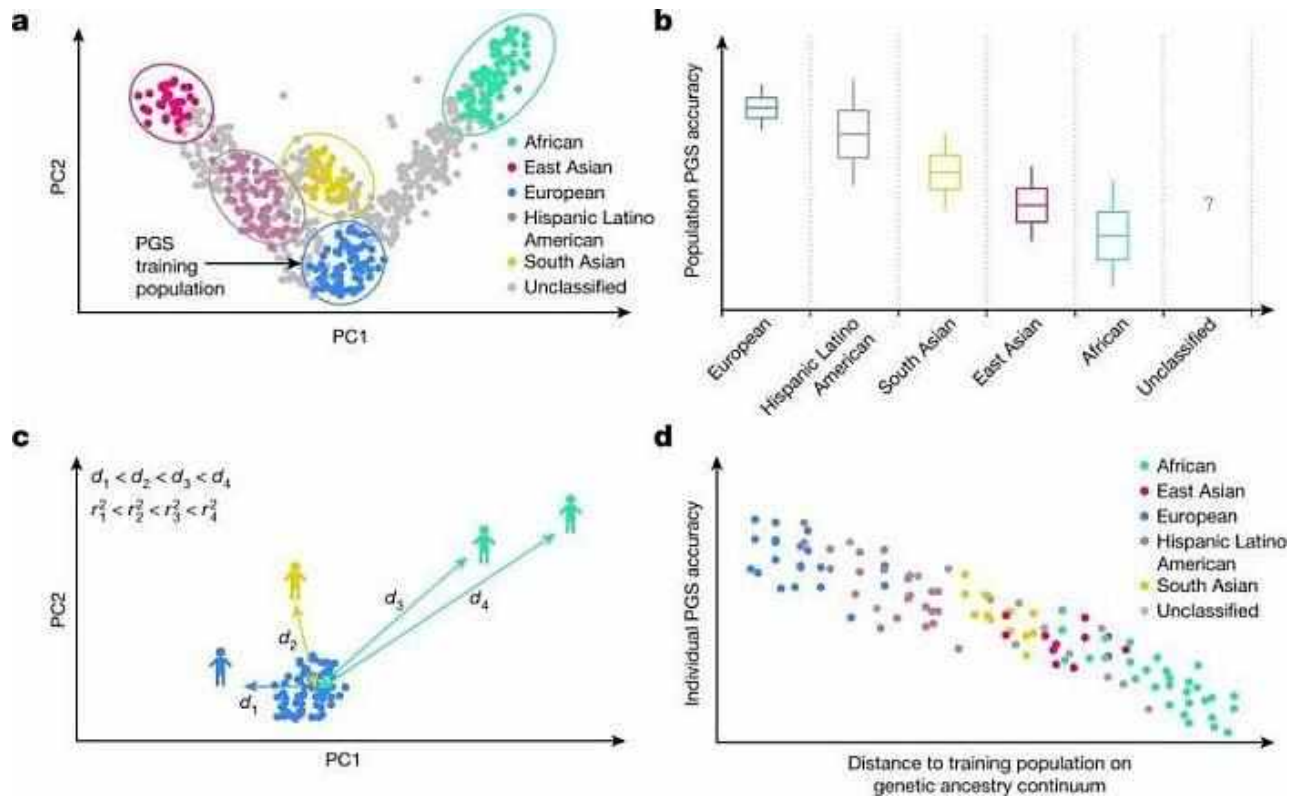 a
PC2
African
East Asian
European
Hispanic Latino
American
South Asian
Unclassified
PGS
training
population
PC1
b
Population PGS accuracy
?
European
Hispanic Latino
American
South Asian
East Asian
African
Unclassified
c
d₁ < d₂ < d₃ < d₄
r₁² < r₂² < r₃² < r₄²
PC2
d₁
d₂
d₃
d₄
PC1
d
Individual PGS accuracy
African
East Asian
European
Hispanic Latino
American
South Asian
Unclassified
Distance to training population on
genetic ancestry continuum